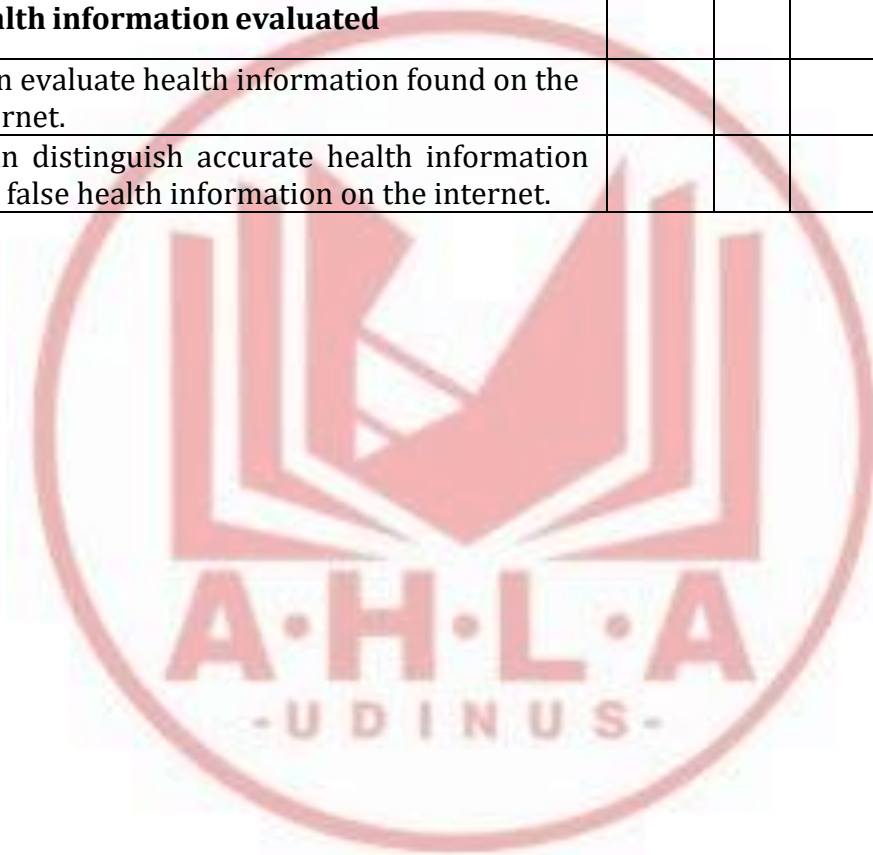 alth information evaluated
n evaluate health information found on the
rnet.
n distinguish accurate health information
false health information on the internet.
A·H·L·A
-UDINUS-